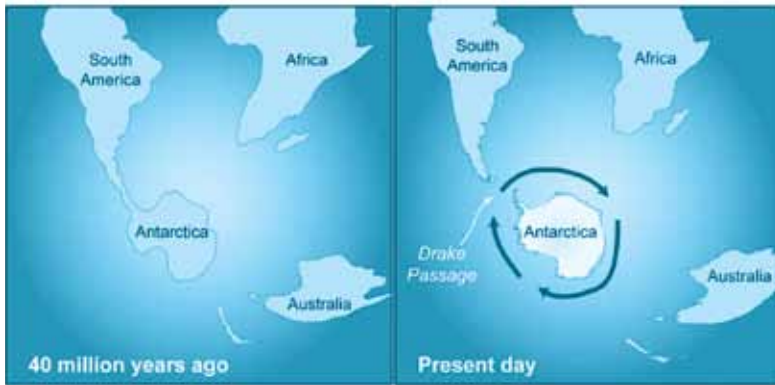 South
America
Africa
Antarctica
Australia
40 million years ago
South
America
Africa
Antarctica
Drake
Passage
Australia
Present day